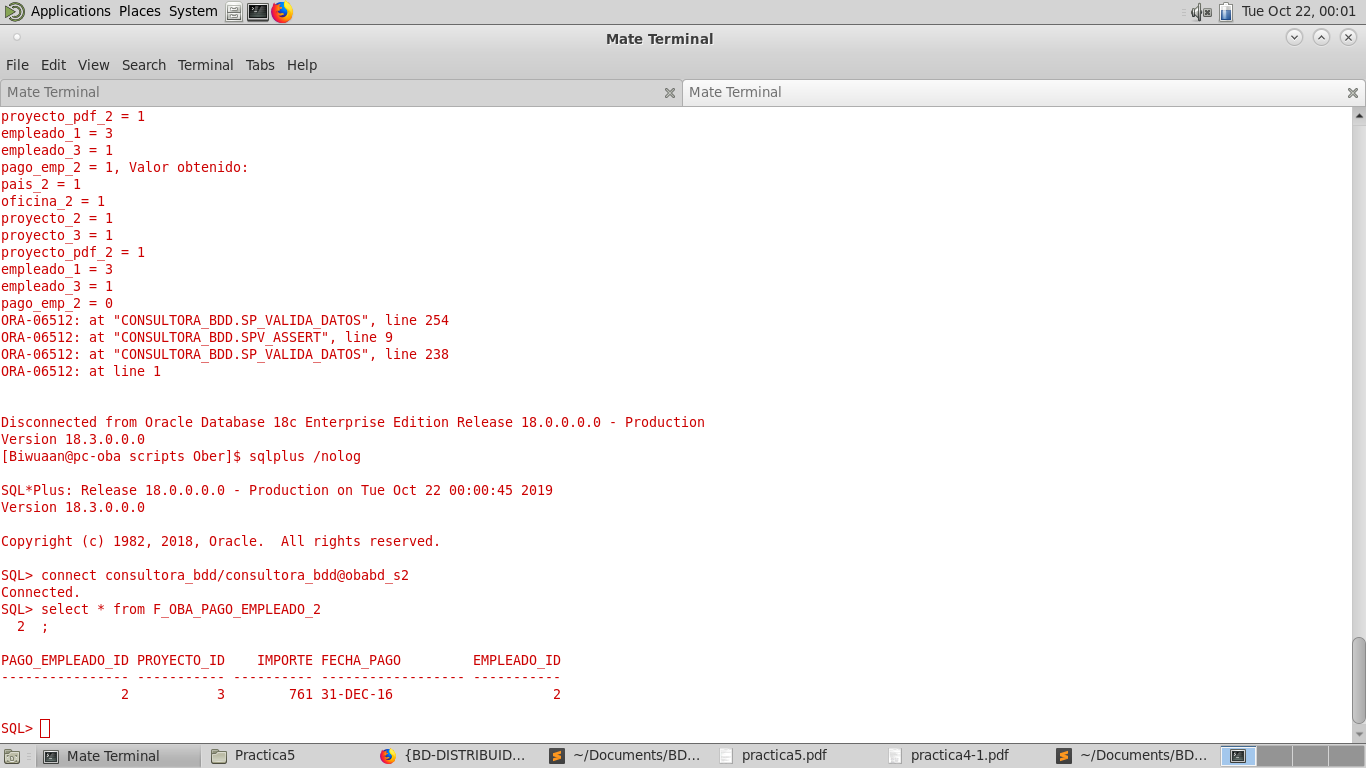 Applications Places System Tue Oct 22, 00:01
Mate Terminal
File Edit View Search Terminal Tabs Help
Mate Terminal Mate Terminal
proyecto_pdf_2 = 1
empleado_1 = 3
empleado_3 = 1
pago_emp_2 = 1, Valor obtenido:
pais_2 = 1
oficina_2 = 1
proyecto_2 = 1
proyecto_3 = 1
proyecto_pdf_2 = 1
empleado_1 = 3
empleado_3 = 1
pago_emp_2 = 0
ORA-06512: at "CONSULTORA_BDD.SP_VALIDA_DATOS", line 254
ORA-06512: at "CONSULTORA_BDD.SPV_ASSERT", line 9
ORA-06512: at "CONSULTORA_BDD.SP_VALIDA_DATOS", line 238
ORA-06512: at line 1
Disconnected from Oracle Database 18c Enterprise Edition Release 18.0.0.0.0 - Production
Version 18.3.0.0.0
[Biwuaan@pc-oba scripts Ober]$ sqlplus /nolog
SQL*Plus: Release 18.0.0.0.0 - Production on Tue Oct 22 00:00:45 2019
Version 18.3.0.0.0
Copyright (c) 1982, 2018, Oracle.  All rights reserved.
SQL> connect consultora_bdd/consultora_bdd@obabd_s2
Connected.
SQL> select * from F_OBA_PAGO_EMPLEADO_2
  2  ;
PAGO_EMPLEADO_ID PROYECTO_ID    IMPORTE FECHA_PAGO         EMPLEADO_ID
---------------- ----------- ---------- ------------------ -----------
               2           3        761 31-DEC-16                    2
SQL>
Mate Terminal Practica5 {BD-DISTRIBUID... ~/Documents/BD... practica5.pdf practica4-1.pdf ~/Documents/BD...